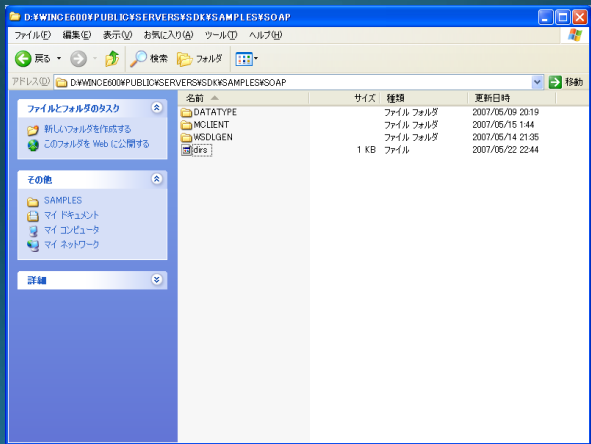 D:¥WINCE600¥PUBLIC¥SERVERS¥SDK¥SAMPLES¥SOAP
ファイル(F) 編集(E) 表示(V) お気に入り(A) ツール(T) ヘルプ(H)
戻る 検索 フォルダ
アドレス(D) D:¥WINCE600¥PUBLIC¥SERVERS¥SDK¥SAMPLES¥SOAP 移動
ファイルとフォルダのタスク
新しいフォルダを作成する
このフォルダを Web に公開する
その他
SAMPLES
マイ ドキュメント
マイ コンピュータ
マイ ネットワーク
詳細
名前 サイズ 種類 更新日時
DATATYPE ファイル フォルダ 2007/05/09 20:19
MCLIENT ファイル フォルダ 2007/05/15 1:44
WSDLGEN ファイル フォルダ 2007/05/14 21:35
dirs 1 KB ファイル 2007/05/22 22:44